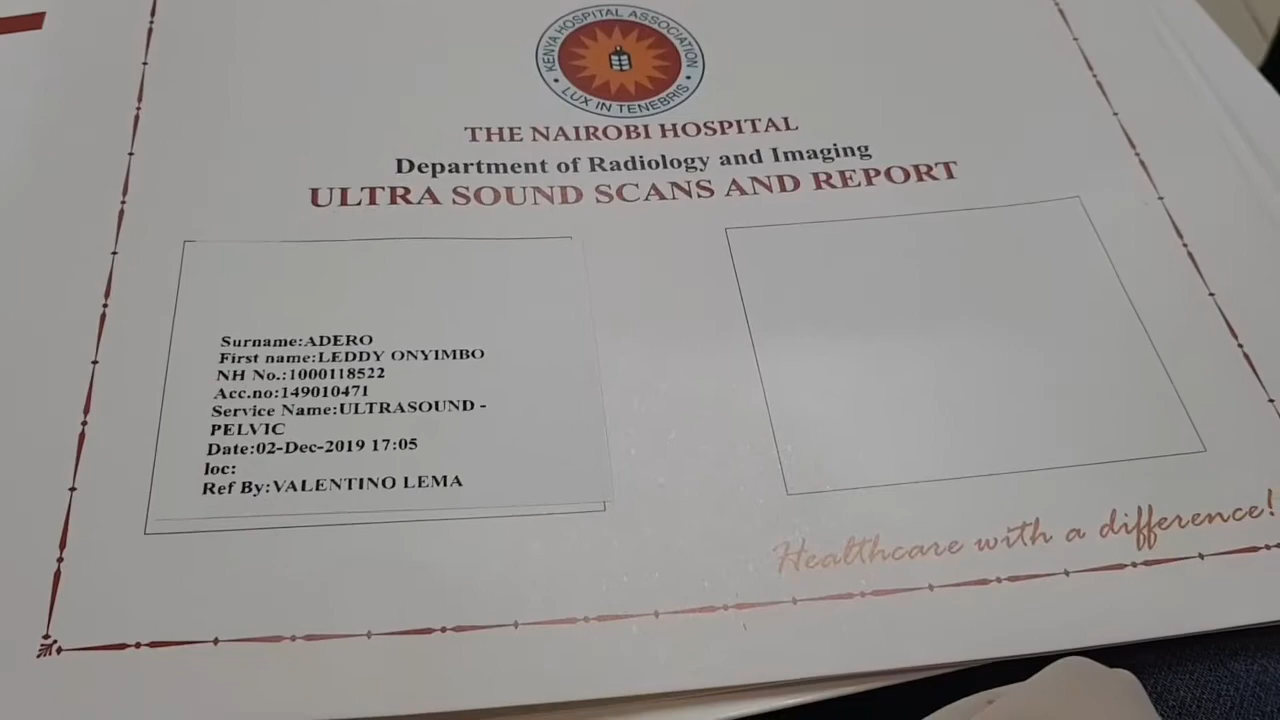 KENYA HOSPITAL ASSOCIATION
• LUX IN TENEBRIS •
THE NAIROBI HOSPITAL
Department of Radiology and Imaging
ULTRA SOUND SCANS AND REPORT
Surname:ADERO
First name:LEDDY ONYIMBO
NH No.:1000118522
Acc.no:149010471
Service Name:ULTRASOUND -
PELVIC
Date:02-Dec-2019 17:05
loc:
Ref By:VALENTINO LEMA
Healthcare with a difference!